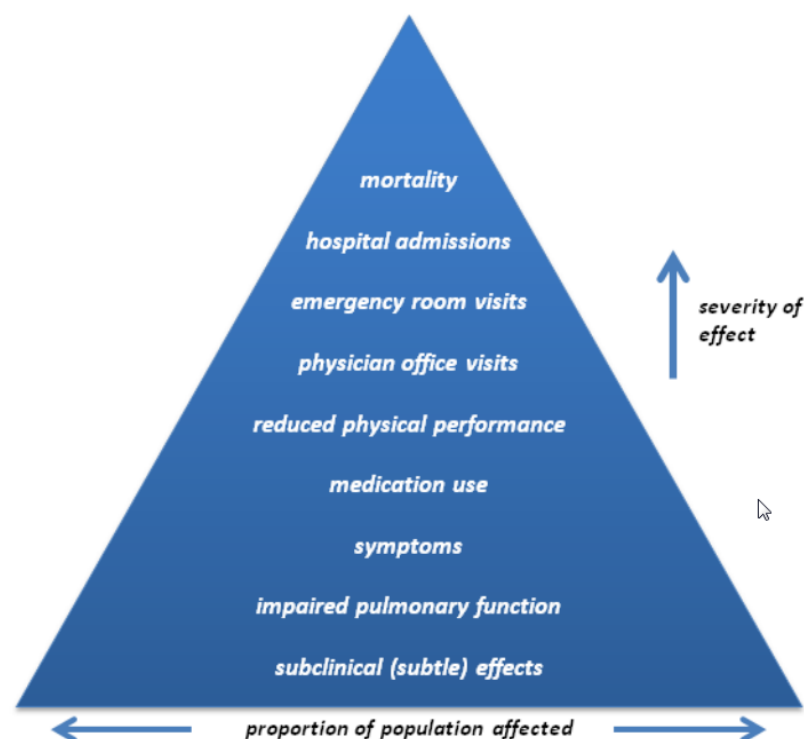 mortality
hospital admissions
emergency room visits
severity of
effect
physician office visits
reduced physical performance
medication use
symptoms
impaired pulmonary function
subclinical (subtle) effects
proportion of population affected